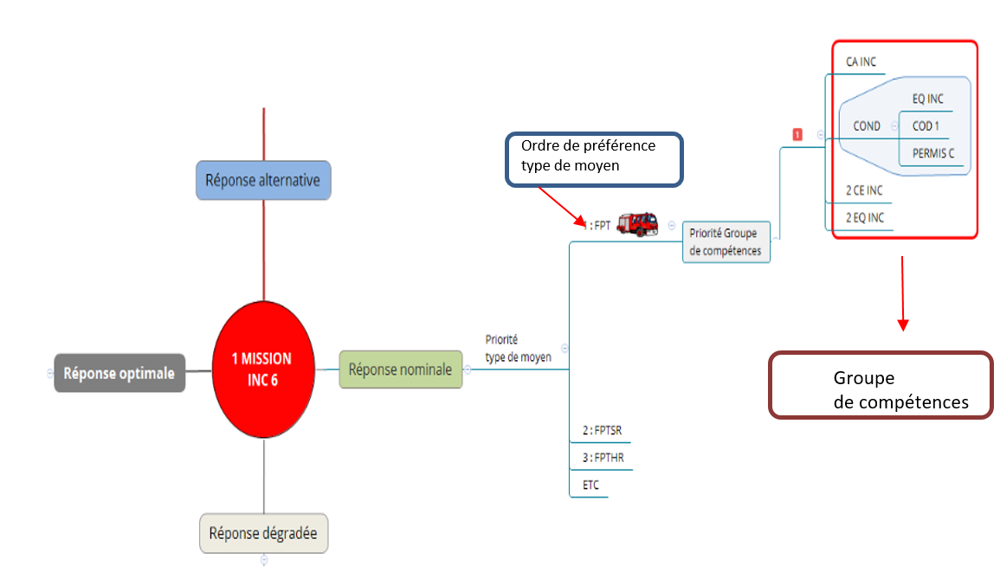 Réponse alternative
Réponse optimale
1 MISSION
INC 6
Réponse nominale
Réponse dégradée
Priorité
type de moyen
Ordre de préférence
type de moyen
1 : FPT
2 : FPTSR
3 : FPTHR
ETC
Priorité Groupe
de compétences
1
CA INC
COND
EQ INC
COD 1
PERMIS C
2 CE INC
2 EQ INC
Groupe
de compétences